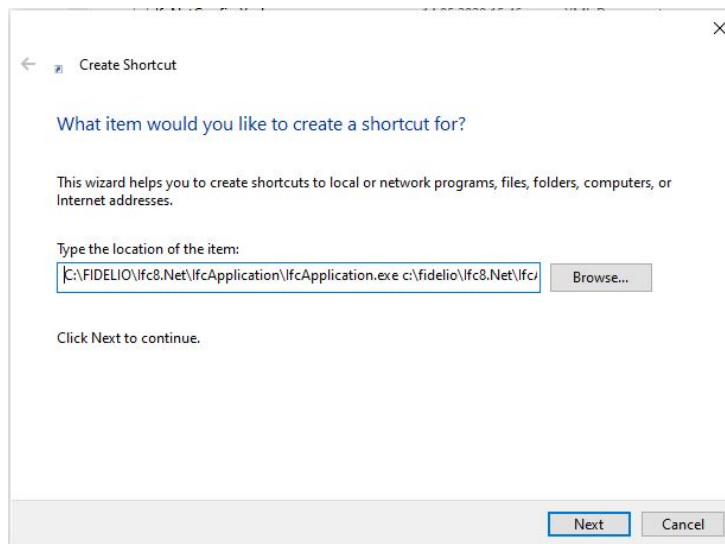 Create Shortcut
What item would you like to create a shortcut for?
This wizard helps you to create shortcuts to local or network programs, files, folders, computers, or
Internet addresses.
Type the location of the item:
C:\FIDELIO\Ifc8.Net\IfcApplication\IfcApplication.exe c:\fidelio\Ifc8.Net\Ifc
Browse...
Click Next to continue.
Next
Cancel